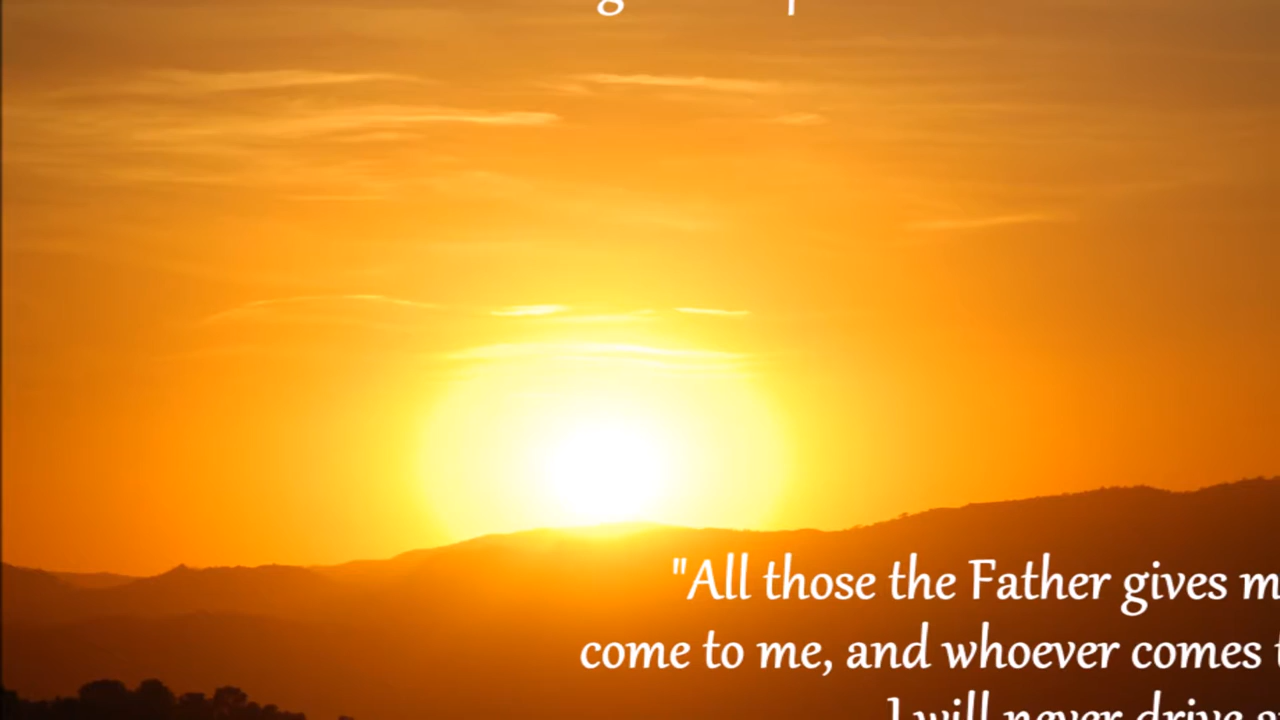 "All those the Father gives m
come to me, and whoever comes t
I will never drive